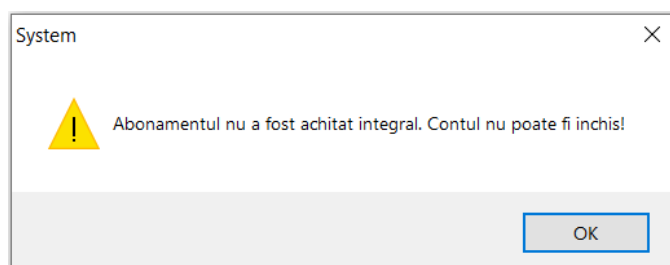 System
Abonamentul nu a fost achitat integral. Contul nu poate fi inchis!
OK